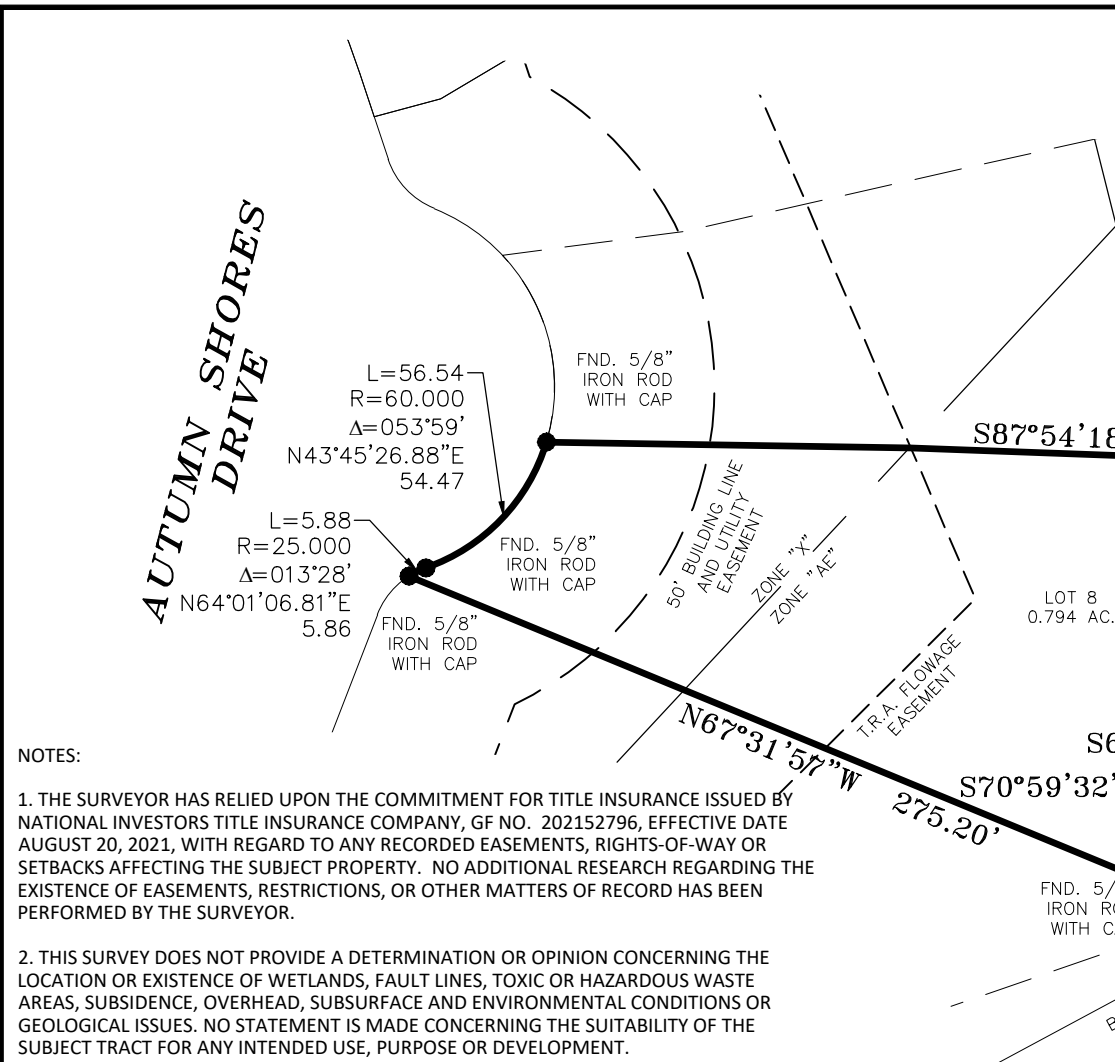 AUTUMN SHORES
DRIVE
L=56.54
R=60.000
Δ=053°59'
N43°45'26.88"E
54.47
L=5.88
R=25.000
Δ=013°28'
N64°01'06.81"E
5.86
FND. 5/8"
IRON ROD
WITH CAP
FND. 5/8"
IRON ROD
WITH CAP
FND. 5/8"
IRON ROD
WITH CAP
S87°54'18
50' BUILDING LINE
AND UTILITY
EASEMENT
ZONE "X"
ZONE "AE"
LOT 8
0.794 AC.
T.R.A. FLOWAGE
EASEMENT
N67°31'57"W 275.20'
S6
S70°59'32'
FND. 5/
IRON R
WITH C
B
NOTES:
1. THE SURVEYOR HAS RELIED UPON THE COMMITMENT FOR TITLE INSURANCE ISSUED BY
NATIONAL INVESTORS TITLE INSURANCE COMPANY, GF NO. 202152796, EFFECTIVE DATE
AUGUST 20, 2021, WITH REGARD TO ANY RECORDED EASEMENTS, RIGHTS-OF-WAY OR
SETBACKS AFFECTING THE SUBJECT PROPERTY. NO ADDITIONAL RESEARCH REGARDING THE
EXISTENCE OF EASEMENTS, RESTRICTIONS, OR OTHER MATTERS OF RECORD HAS BEEN
PERFORMED BY THE SURVEYOR.
2. THIS SURVEY DOES NOT PROVIDE A DETERMINATION OR OPINION CONCERNING THE
LOCATION OR EXISTENCE OF WETLANDS, FAULT LINES, TOXIC OR HAZARDOUS WASTE
AREAS, SUBSIDENCE, OVERHEAD, SUBSURFACE AND ENVIRONMENTAL CONDITIONS OR
GEOLOGICAL ISSUES. NO STATEMENT IS MADE CONCERNING THE SUITABILITY OF THE
SUBJECT TRACT FOR ANY INTENDED USE, PURPOSE OR DEVELOPMENT.